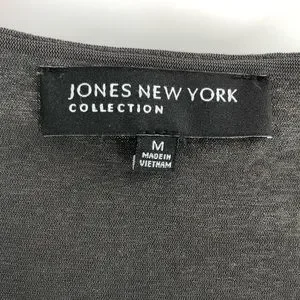 JONES NEW YORK
COLLECTION
M
MADE IN
VIETNAM